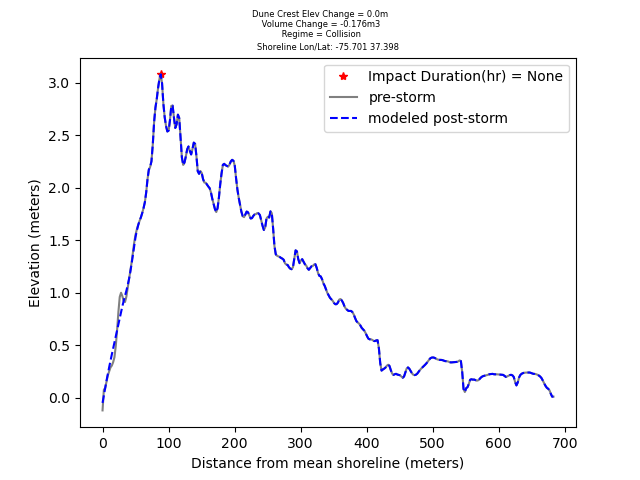 Dune Crest Elev Change = 0.0m
Volume Change = -0.176m3
Regime = Collision
Shoreline Lon/Lat: -75.701 37.398
Impact Duration(hr) = None
pre-storm
modeled post-storm
Elevation (meters)
3.0
2.5
2.0
1.5
1.0
0.5
0.0
0 100 200 300 400 500 600 700
Distance from mean shoreline (meters)